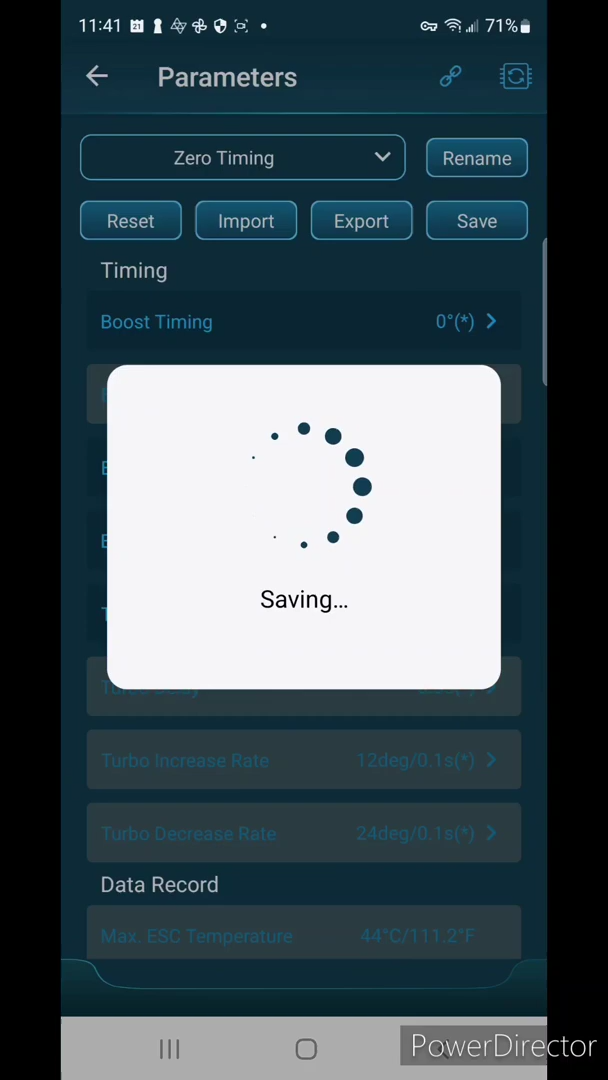 11:41
71%
Parameters
Zero Timing
Rename
Reset
Import
Export
Save
Timing
Boost Timing
0°(*)
Saving...
Turbo Increase Rate
12deg/0.1s(*)
Turbo Decrease Rate
24deg/0.1s(*)
Data Record
Max. ESC Temperature
44°C/111.2°F
PowerDirector